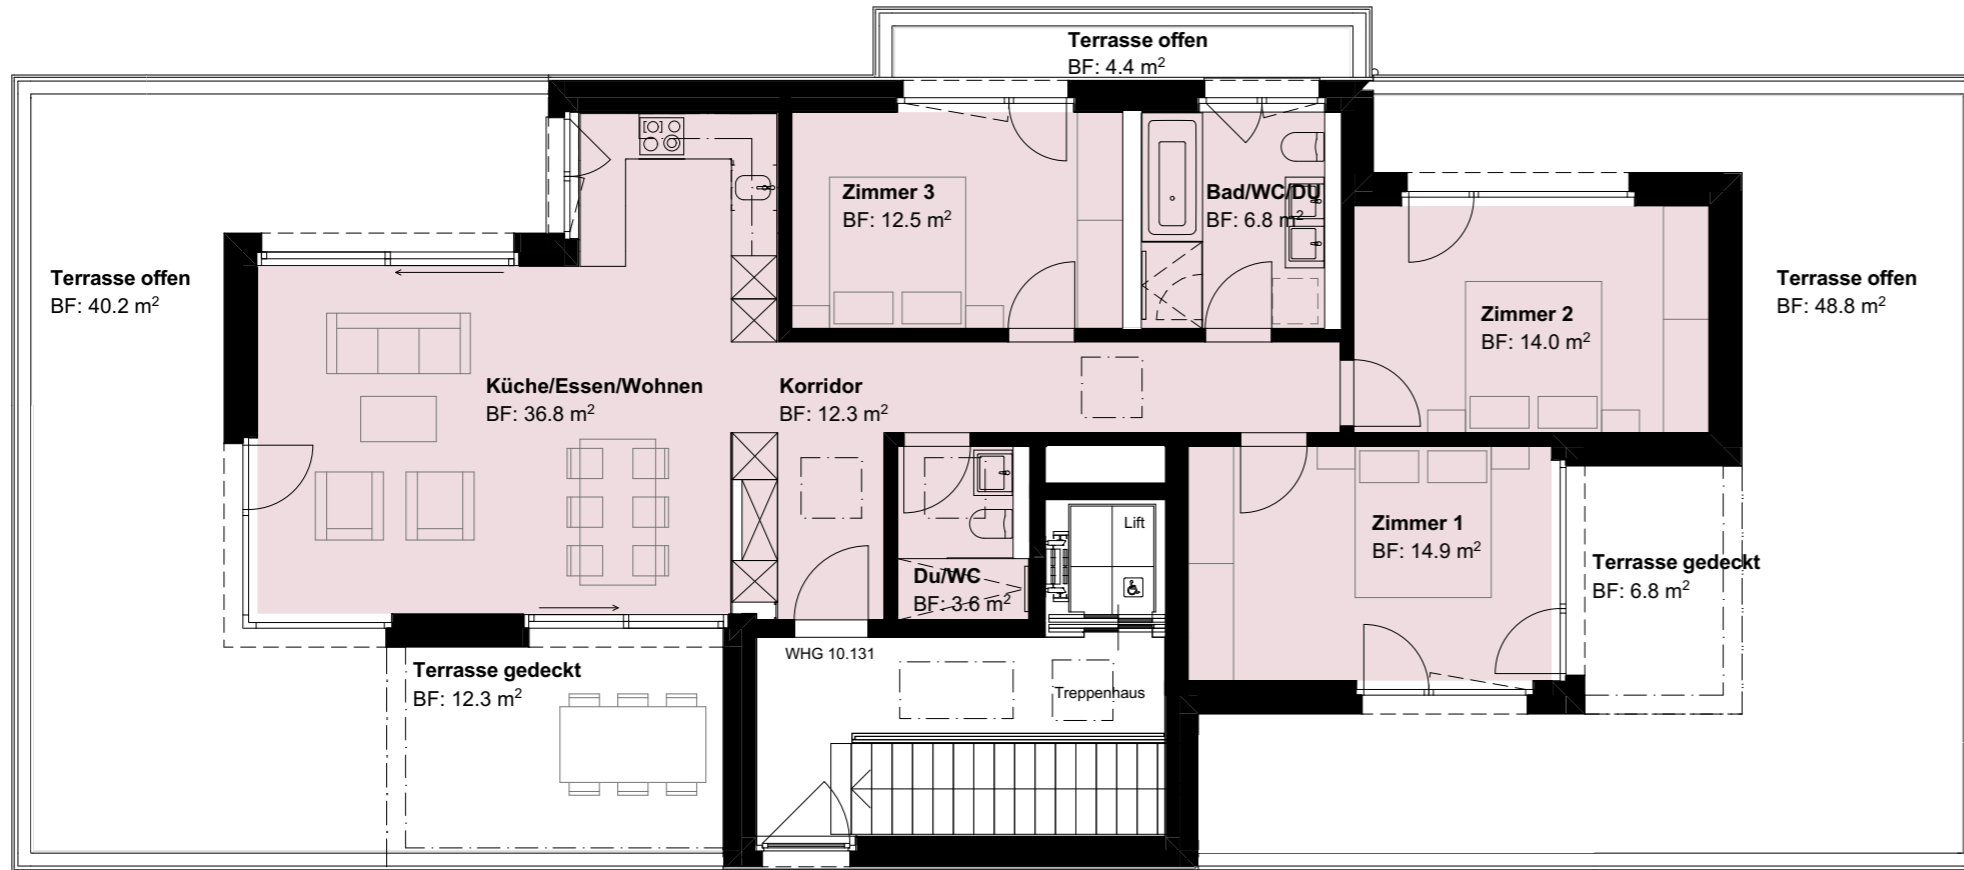 Terrasse offen
BF: 4.4 m²
Zimmer 3
BF: 12.5 m²
Bad/WC/DU
BF: 6.8 m²
Terrasse offen
BF: 40.2 m²
Terrasse offen
BF: 48.8 m²
Zimmer 2
BF: 14.0 m²
Küche/Essen/Wohnen
BF: 36.8 m²
Korridor
BF: 12.3 m²
Lift
Zimmer 1
BF: 14.9 m²
Terrasse gedeckt
BF: 6.8 m²
Du/WC
BF: 3.6 m²
WHG 10.131
Terrasse gedeckt
BF: 12.3 m²
Treppenhaus